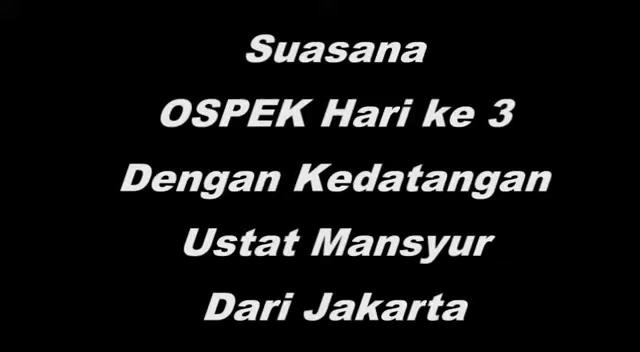 Suasana
OSPEK Hari ke 3
Dengan Kedatangan
Ustat Mansyur
Dari Jakarta